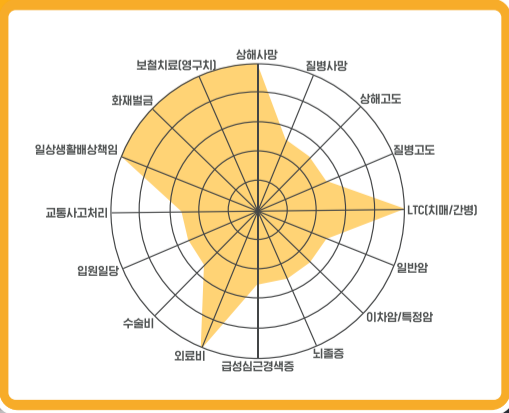 상해사망
보철치료(영구치)
질병사망
화재벌금
상해고도
일상생활배상책임
질병고도
교통사고처리
LTC(치매/간병)
입원일당
일반암
수술비
이차암/특정암
외료비
뇌졸증
급성심근경색증